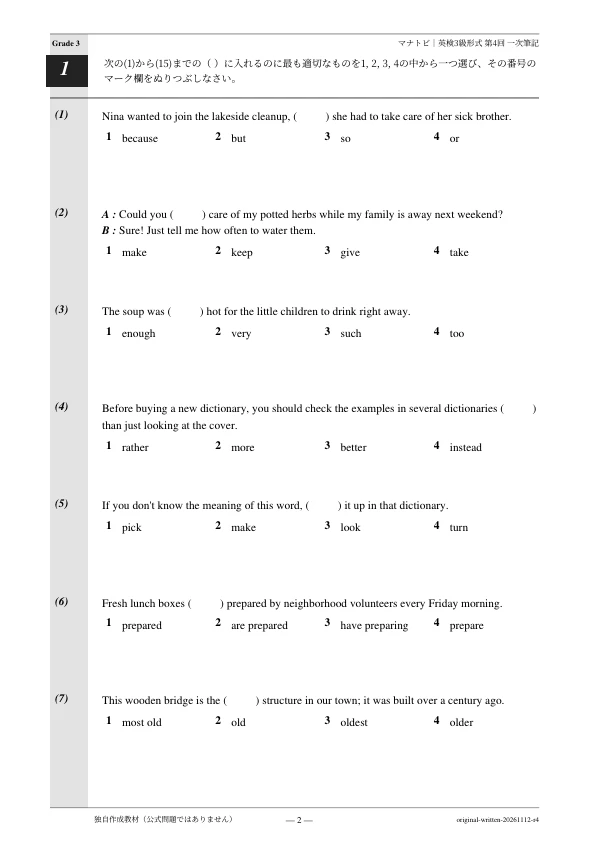 Grade 3
マナトビ｜英検3級形式 第4回 一次筆記
1
次の(1)から(15)までの（ ）に入れるのに最も適切なものを1, 2, 3, 4の中から一つ選び、その番号の
マーク欄をぬりつぶしなさい。
(1)
Nina wanted to join the lakeside cleanup, (　　) she had to take care of her sick brother.
1 because 2 but 3 so 4 or
(2)
A : Could you (　　) care of my potted herbs while my family is away next weekend?
B : Sure! Just tell me how often to water them.
1 make 2 keep 3 give 4 take
(3)
The soup was (　　) hot for the little children to drink right away.
1 enough 2 very 3 such 4 too
(4)
Before buying a new dictionary, you should check the examples in several dictionaries (　　)
than just looking at the cover.
1 rather 2 more 3 better 4 instead
(5)
If you don't know the meaning of this word, (　　) it up in that dictionary.
1 pick 2 make 3 look 4 turn
(6)
Fresh lunch boxes (　　) prepared by neighborhood volunteers every Friday morning.
1 prepared 2 are prepared 3 have preparing 4 prepare
(7)
This wooden bridge is the (　　) structure in our town; it was built over a century ago.
1 most old 2 old 3 oldest 4 older
独自作成教材（公式問題ではありません）
— 2 —
original-written-20261112-r4